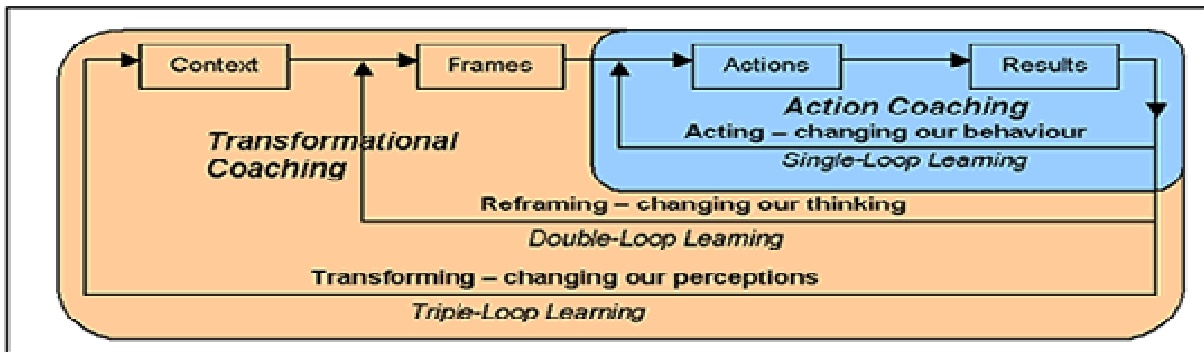 Context
Frames
Actions
Results
Action Coaching
Acting – changing our behaviour
Single-Loop Learning
Transformational
Coaching
Reframing – changing our thinking
Double-Loop Learning
Transforming – changing our perceptions
Triple-Loop Learning